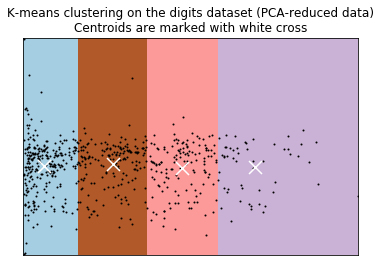 K-means clustering on the digits dataset (PCA-reduced data)
Centroids are marked with white cross